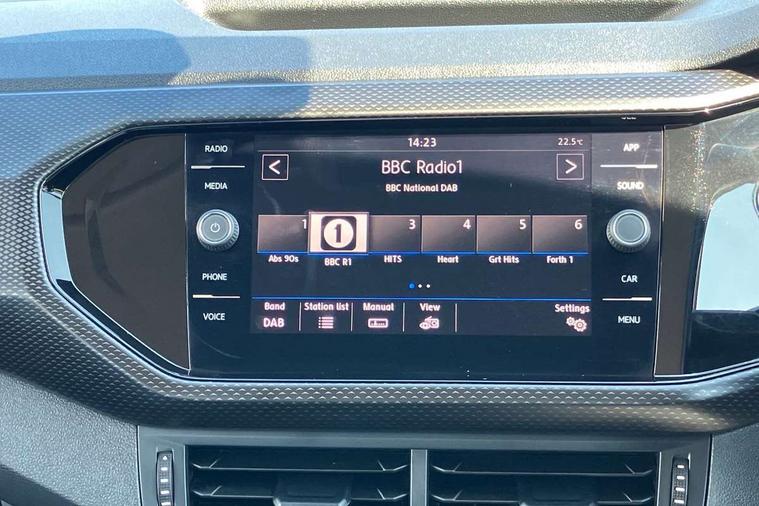 RADIO
MEDIA
PHONE
VOICE
14:23 22.5°C
< BBC Radio1 >
BBC National DAB
1 1 3 4 5 6
Abs 90s BBC R1 HITS Heart Grt Hits Forth 1
Band Station list Manual View Settings
DAB
APP
SOUND
CAR
MENU